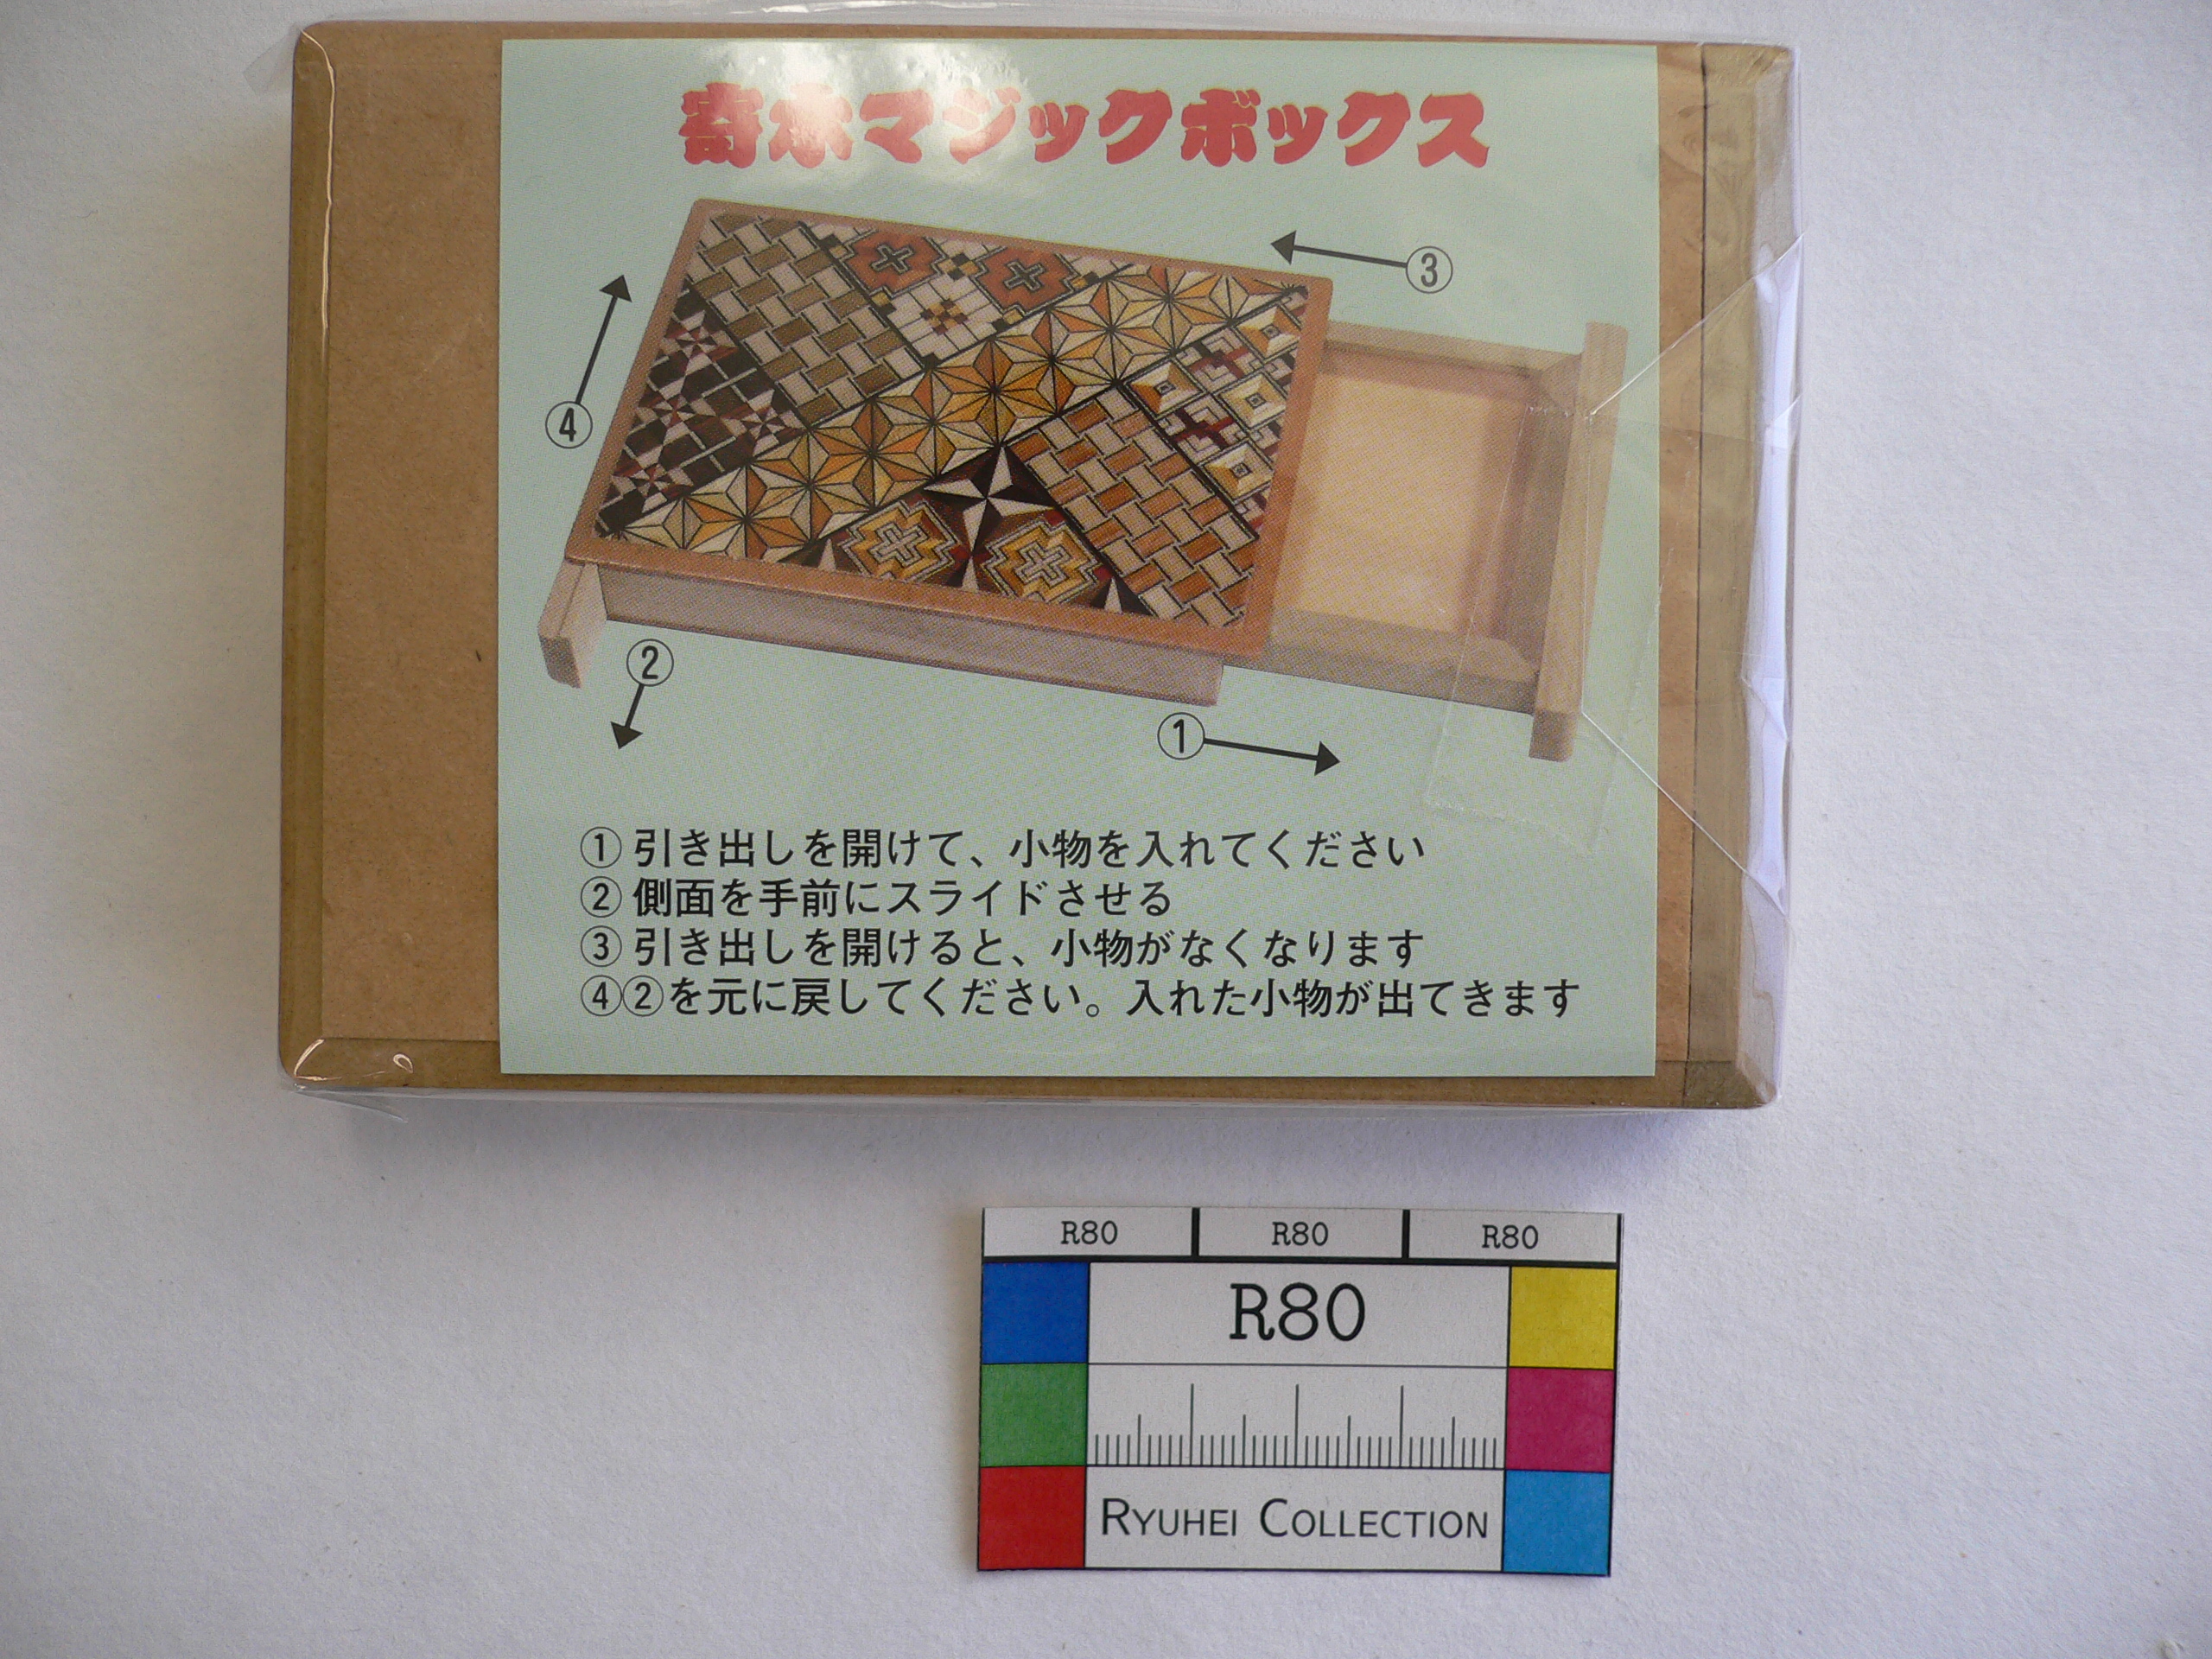 寄木マジックボックス
③
④
②
①
① 引き出しを開けて、小物を入れてください
② 側面を手前にスライドさせる
③ 引き出しを開けると、小物がなくなります
④②を元に戻してください。入れた小物が出てきます
R80 R80 R80
R80
RYUHEI COLLECTION